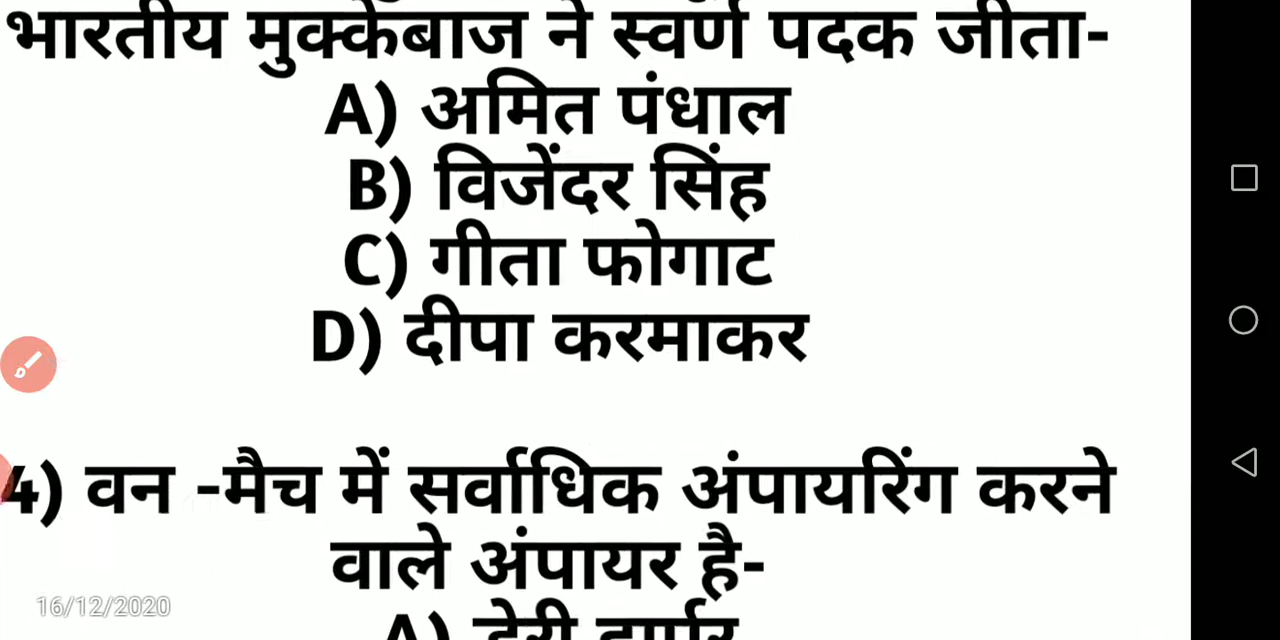 भारतीय मुक्केबाज ने स्वर्ण पदक जीता-
A) अमित पंधाल
B) विजेंदर सिंह
C) गीता फोगाट
D) दीपा करमाकर
4) वन -मैच में सर्वाधिक अंपायरिंग करने
वाले अंपायर है-
16/12/2020
A)